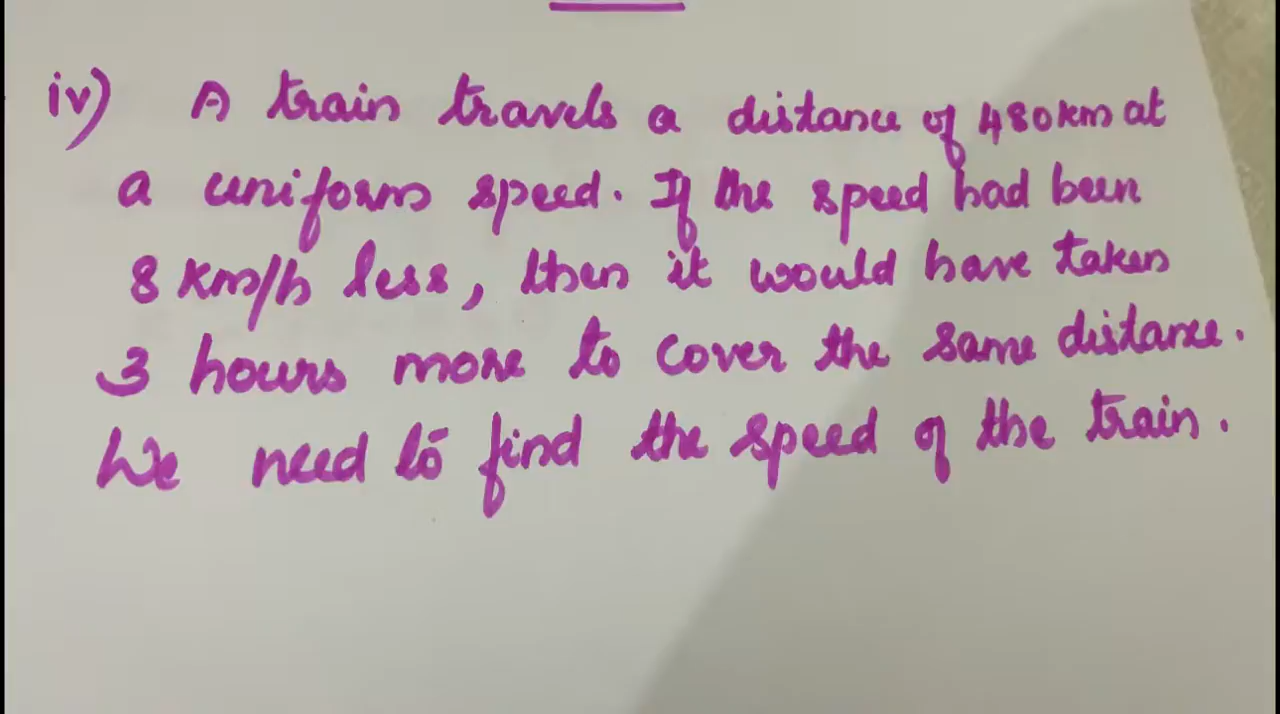 iv) A train travels a distance of 480km at
a uniform speed. If the speed had been
8 km/h less, then it would have taken
3 hours more to cover the same distance.
We need to find the speed of the train.